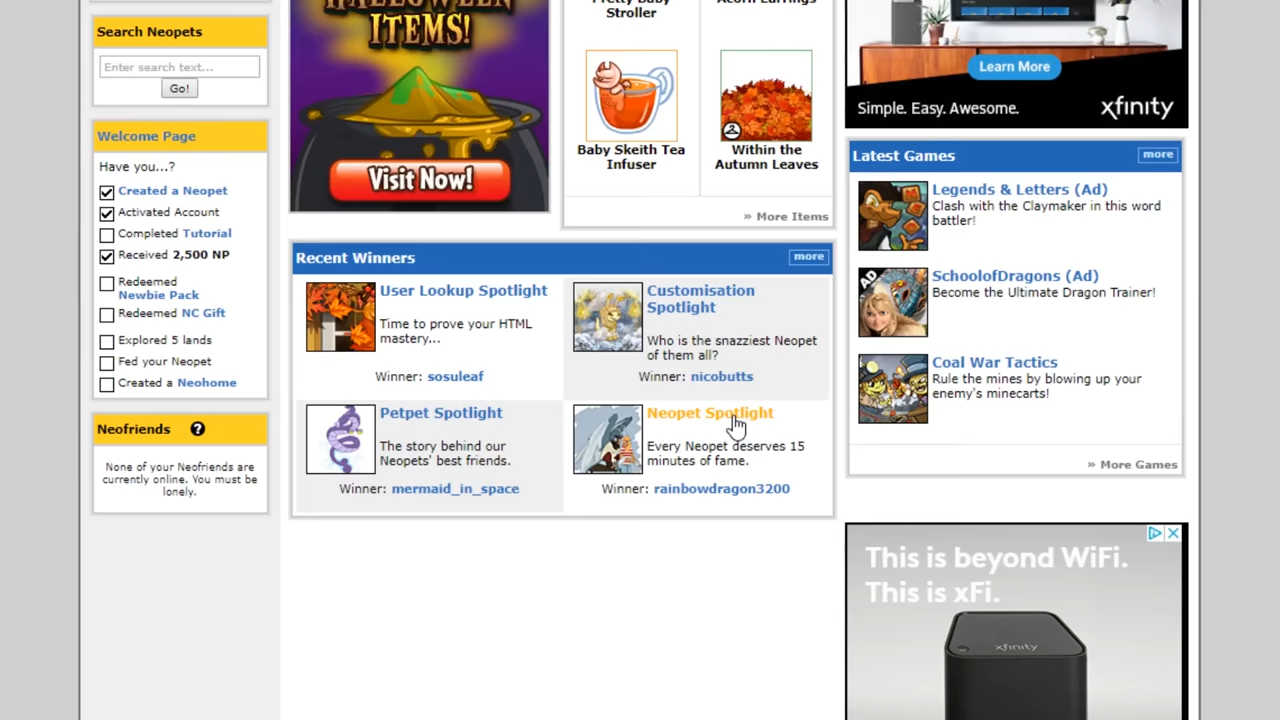 Search Neopets
Enter search text...
Go!
Welcome Page
Have you...?
Created a Neopet
Activated Account
Completed Tutorial
Received 2,500 NP
Redeemed
Newbie Pack
Redeemed NC Gift
Explored 5 lands
Fed your Neopet
Created a Neohome
Neofriends ?
None of your Neofriends are
currently online. You must be
lonely.
HALLOWEEN
ITEMS!
Visit Now!
Pretty Baby
Stroller
Acorn Earrings
Baby Skeith Tea
Infuser
2
Within the
Autumn Leaves
» More Items
Recent Winners
more
User Lookup Spotlight
Time to prove your HTML
mastery...
Winner: sosuleaf
Customisation
Spotlight
Who is the snazziest Neopet
of them all?
Winner: nicobutts
Petpet Spotlight
The story behind our
Neopets' best friends.
Winner: mermaid_in_space
Neopet Spotlight
Every Neopet deserves 15
minutes of fame.
Winner: rainbowdragon3200
Learn More
Simple. Easy. Awesome.
xfinity
Latest Games
more
Legends & Letters (Ad)
Clash with the Claymaker in this word
battler!
AD
SchoolofDragons (Ad)
Become the Ultimate Dragon Trainer!
Coal War Tactics
Rule the mines by blowing up your
enemy's minecarts!
» More Games
This is beyond WiFi.
This is xFi.
xfinity